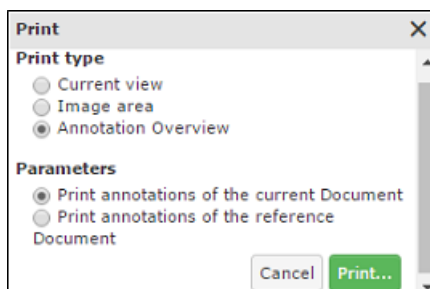 Print
Print type
Current view
Image area
Annotation Overview
Parameters
Print annotations of the current Document
Print annotations of the reference
Document
Cancel Print...